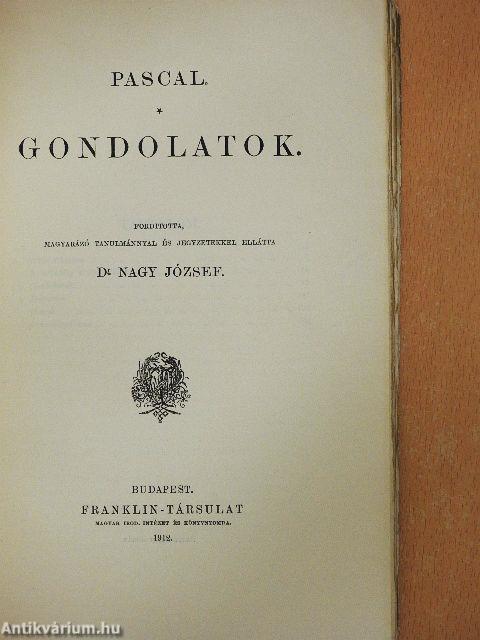 PASCAL.
*
GONDOLATOK.
FORDITOTTA,
MAGYARÁZÓ TANULMÁNNYAL ÉS JEGYZETEKKEL ELLÁTTA
Dr. NAGY JÓZSEF.
BUDAPEST.
FRANKLIN-TÁRSULAT
MAGYAR IROD. INTÉZET ÉS KÖNYVNYOMDA.
1912.
Antikvárium.hu